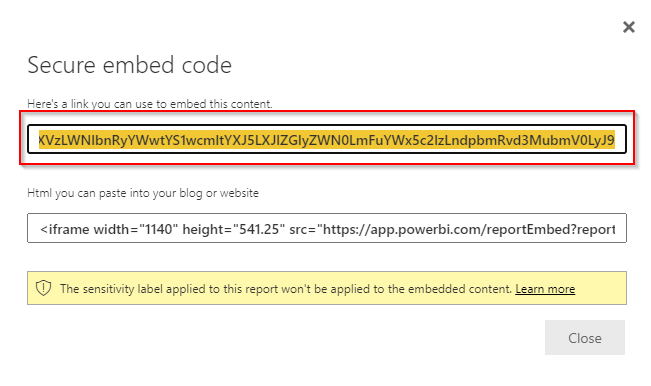 Secure embed code
Here's a link you can use to embed this content.
XVzLWNlbnRyYWwtYS1wcmltYXJ5LXJlZGlyZWN0LmFuYWx5c2lzLndpbmRvd3MubmV0LyJ9
Html you can paste into your blog or website
<iframe width="1140" height="541.25" src="https://app.powerbi.com/reportEmbed?report
The sensitivity label applied to this report won't be applied to the embedded content. Learn more
Close